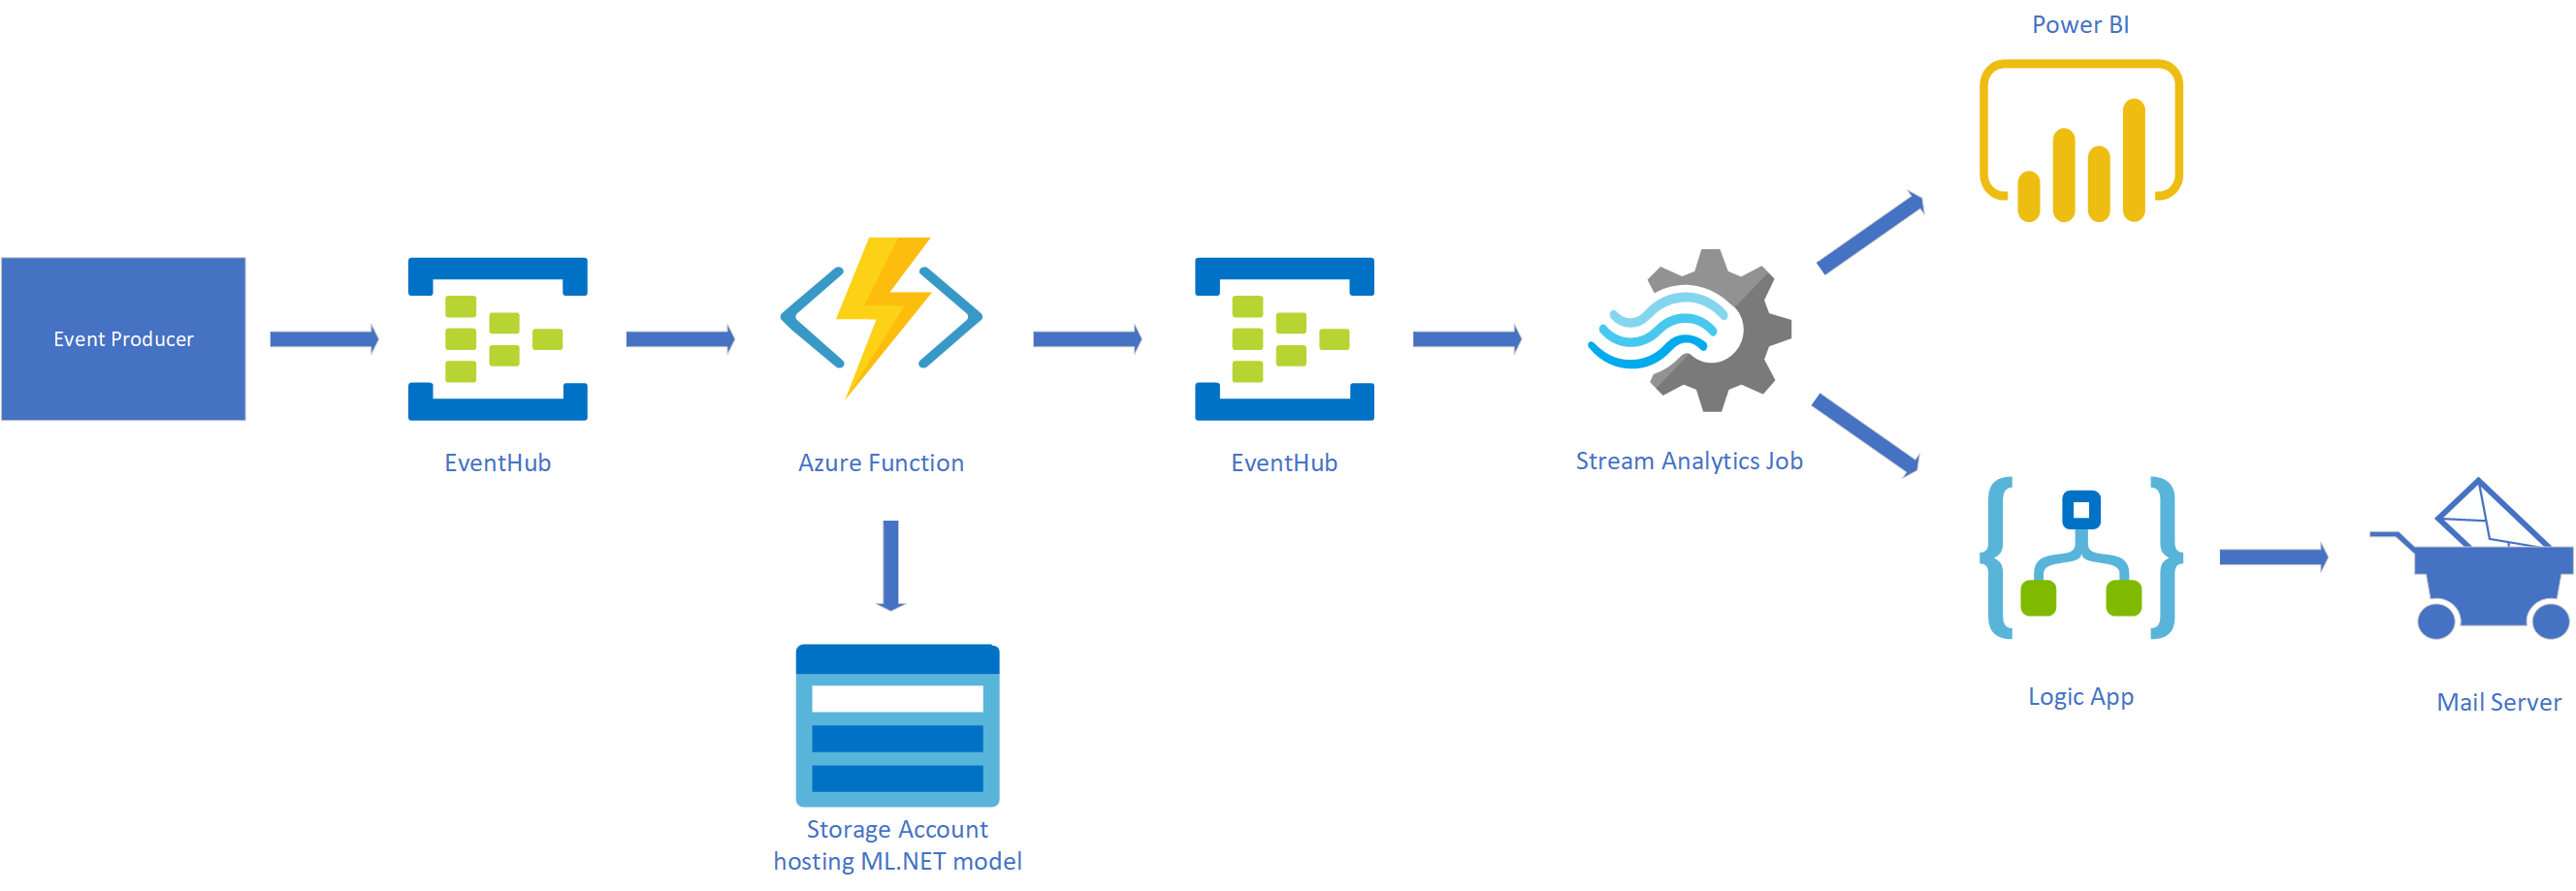 Power BI
Event Producer
EventHub
Azure Function
EventHub
Stream Analytics Job
Logic App
Mail Server
Storage Account
hosting ML.NET model